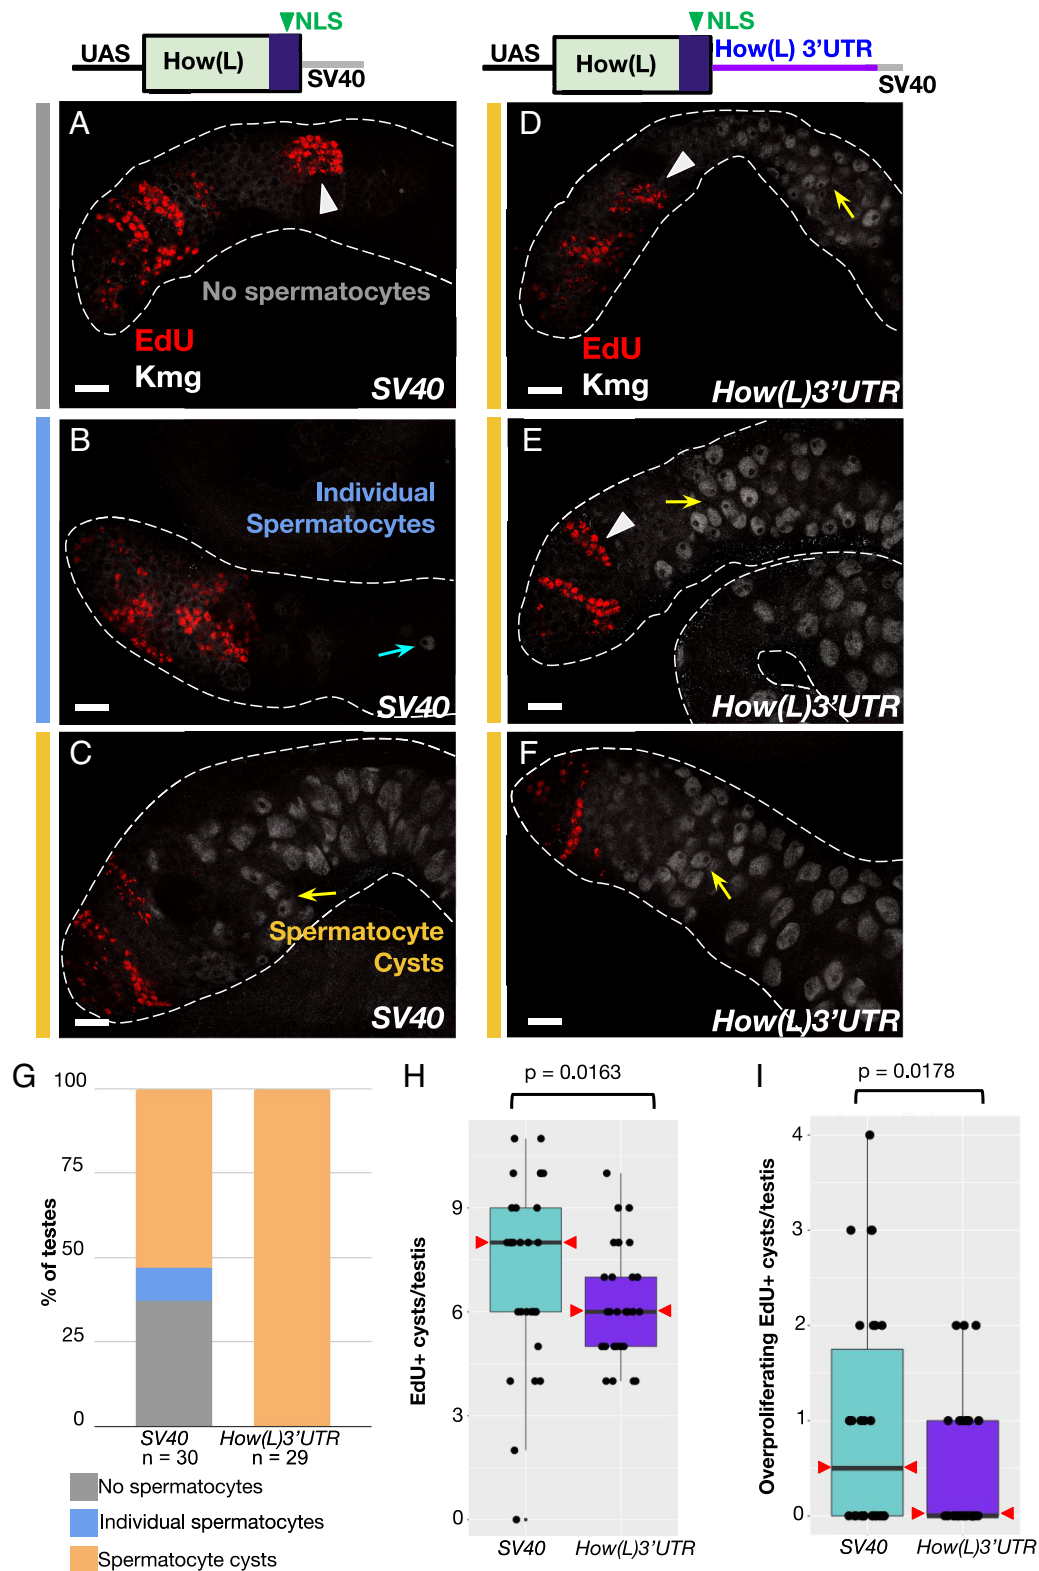 NLS
UAS
How(L)
SV40
NLS
UAS
How(L)
How(L) 3'UTR
SV40
A
No spermatocytes
EdU
Kmg
SV40
D
EdU
Kmg
How(L)3'UTR
B
Individual
Spermatocytes
SV40
E
How(L)3'UTR
C
Spermatocyte
Cysts
SV40
F
How(L)3'UTR
G
100
75
50
25
0
% of testes
SV40
n = 30
How(L)3'UTR
n = 29
No spermatocytes
Individual spermatocytes
Spermatocyte cysts
H
p = 0.0163
9
6
3
0
EdU+ cysts/testis
SV40
How(L)3'UTR
I
p = 0.0178
4
3
2
1
0
Overproliferating EdU+ cysts/testis
SV40
How(L)3'UTR